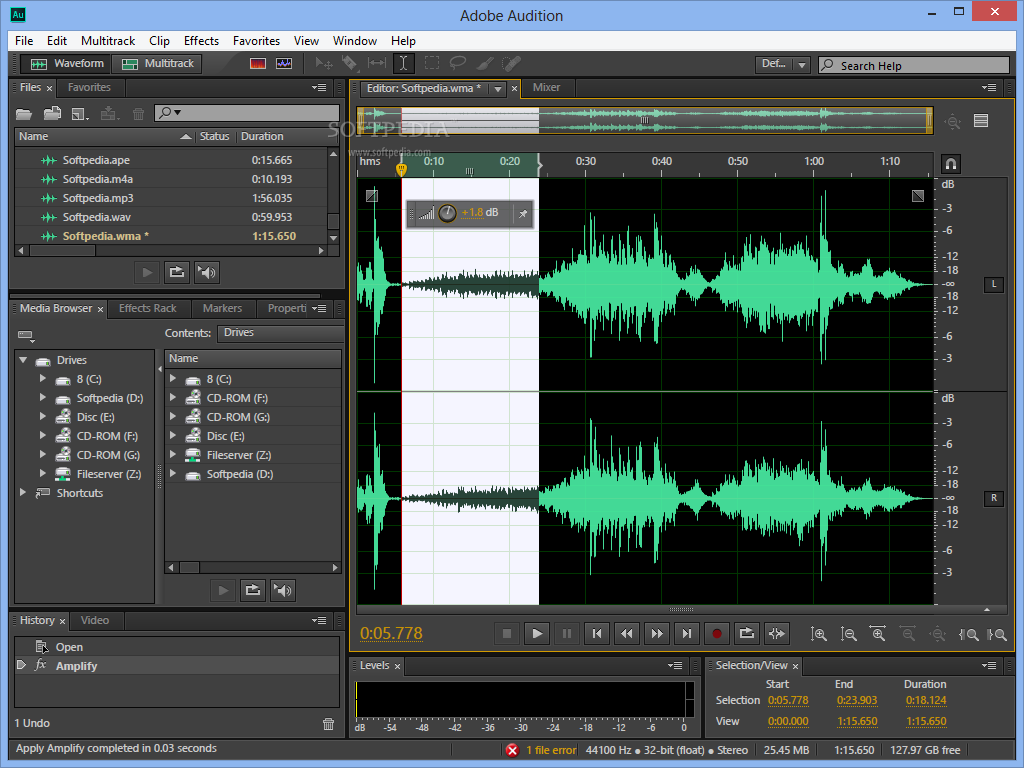 Au Adobe Audition
File Edit Multitrack Clip Effects Favorites View Window Help
Waveform Multitrack Def... Search Help
Files × Favorites
Name Status Duration
Softpedia.ape 0:15.665
Softpedia.m4a 0:10.193
Softpedia.mp3 1:56.035
Softpedia.wav 0:59.953
Softpedia.wma * 1:15.650
Media Browser × Effects Rack Markers Properti
Contents: Drives
Drives
8 (C:)
Softpedia (D:)
Disc (E:)
CD-ROM (F:)
CD-ROM (G:)
Fileserver (Z:)
Shortcuts
Name
8 (C:)
CD-ROM (F:)
CD-ROM (G:)
Disc (E:)
Fileserver (Z:)
Softpedia (D:)
History × Video
Open
fx Amplify
1 Undo
Editor: Softpedia.wma * × Mixer
SOFTPEDIA
www.softpedia.com
hms 0:10 0:20 0:30 0:40 0:50 1:00 1:10
+1.8 dB
dB
-3
-6
-12
-18
-∞
-18
-12
-6
-3
L
dB
-3
-6
-12
-18
-∞
-18
-12
-6
-3
R
0:05.778
Levels ×
dB -54 -48 -42 -36 -30 -24 -18 -12 -6 0
Selection/View ×
Start End Duration
Selection 0:05.778 0:23.903 0:18.124
View 0:00.000 1:15.650 1:15.650
Apply Amplify completed in 0.03 seconds 1 file error 44100 Hz ● 32-bit (float) ● Stereo 25.45 MB 1:15.650 127.97 GB free